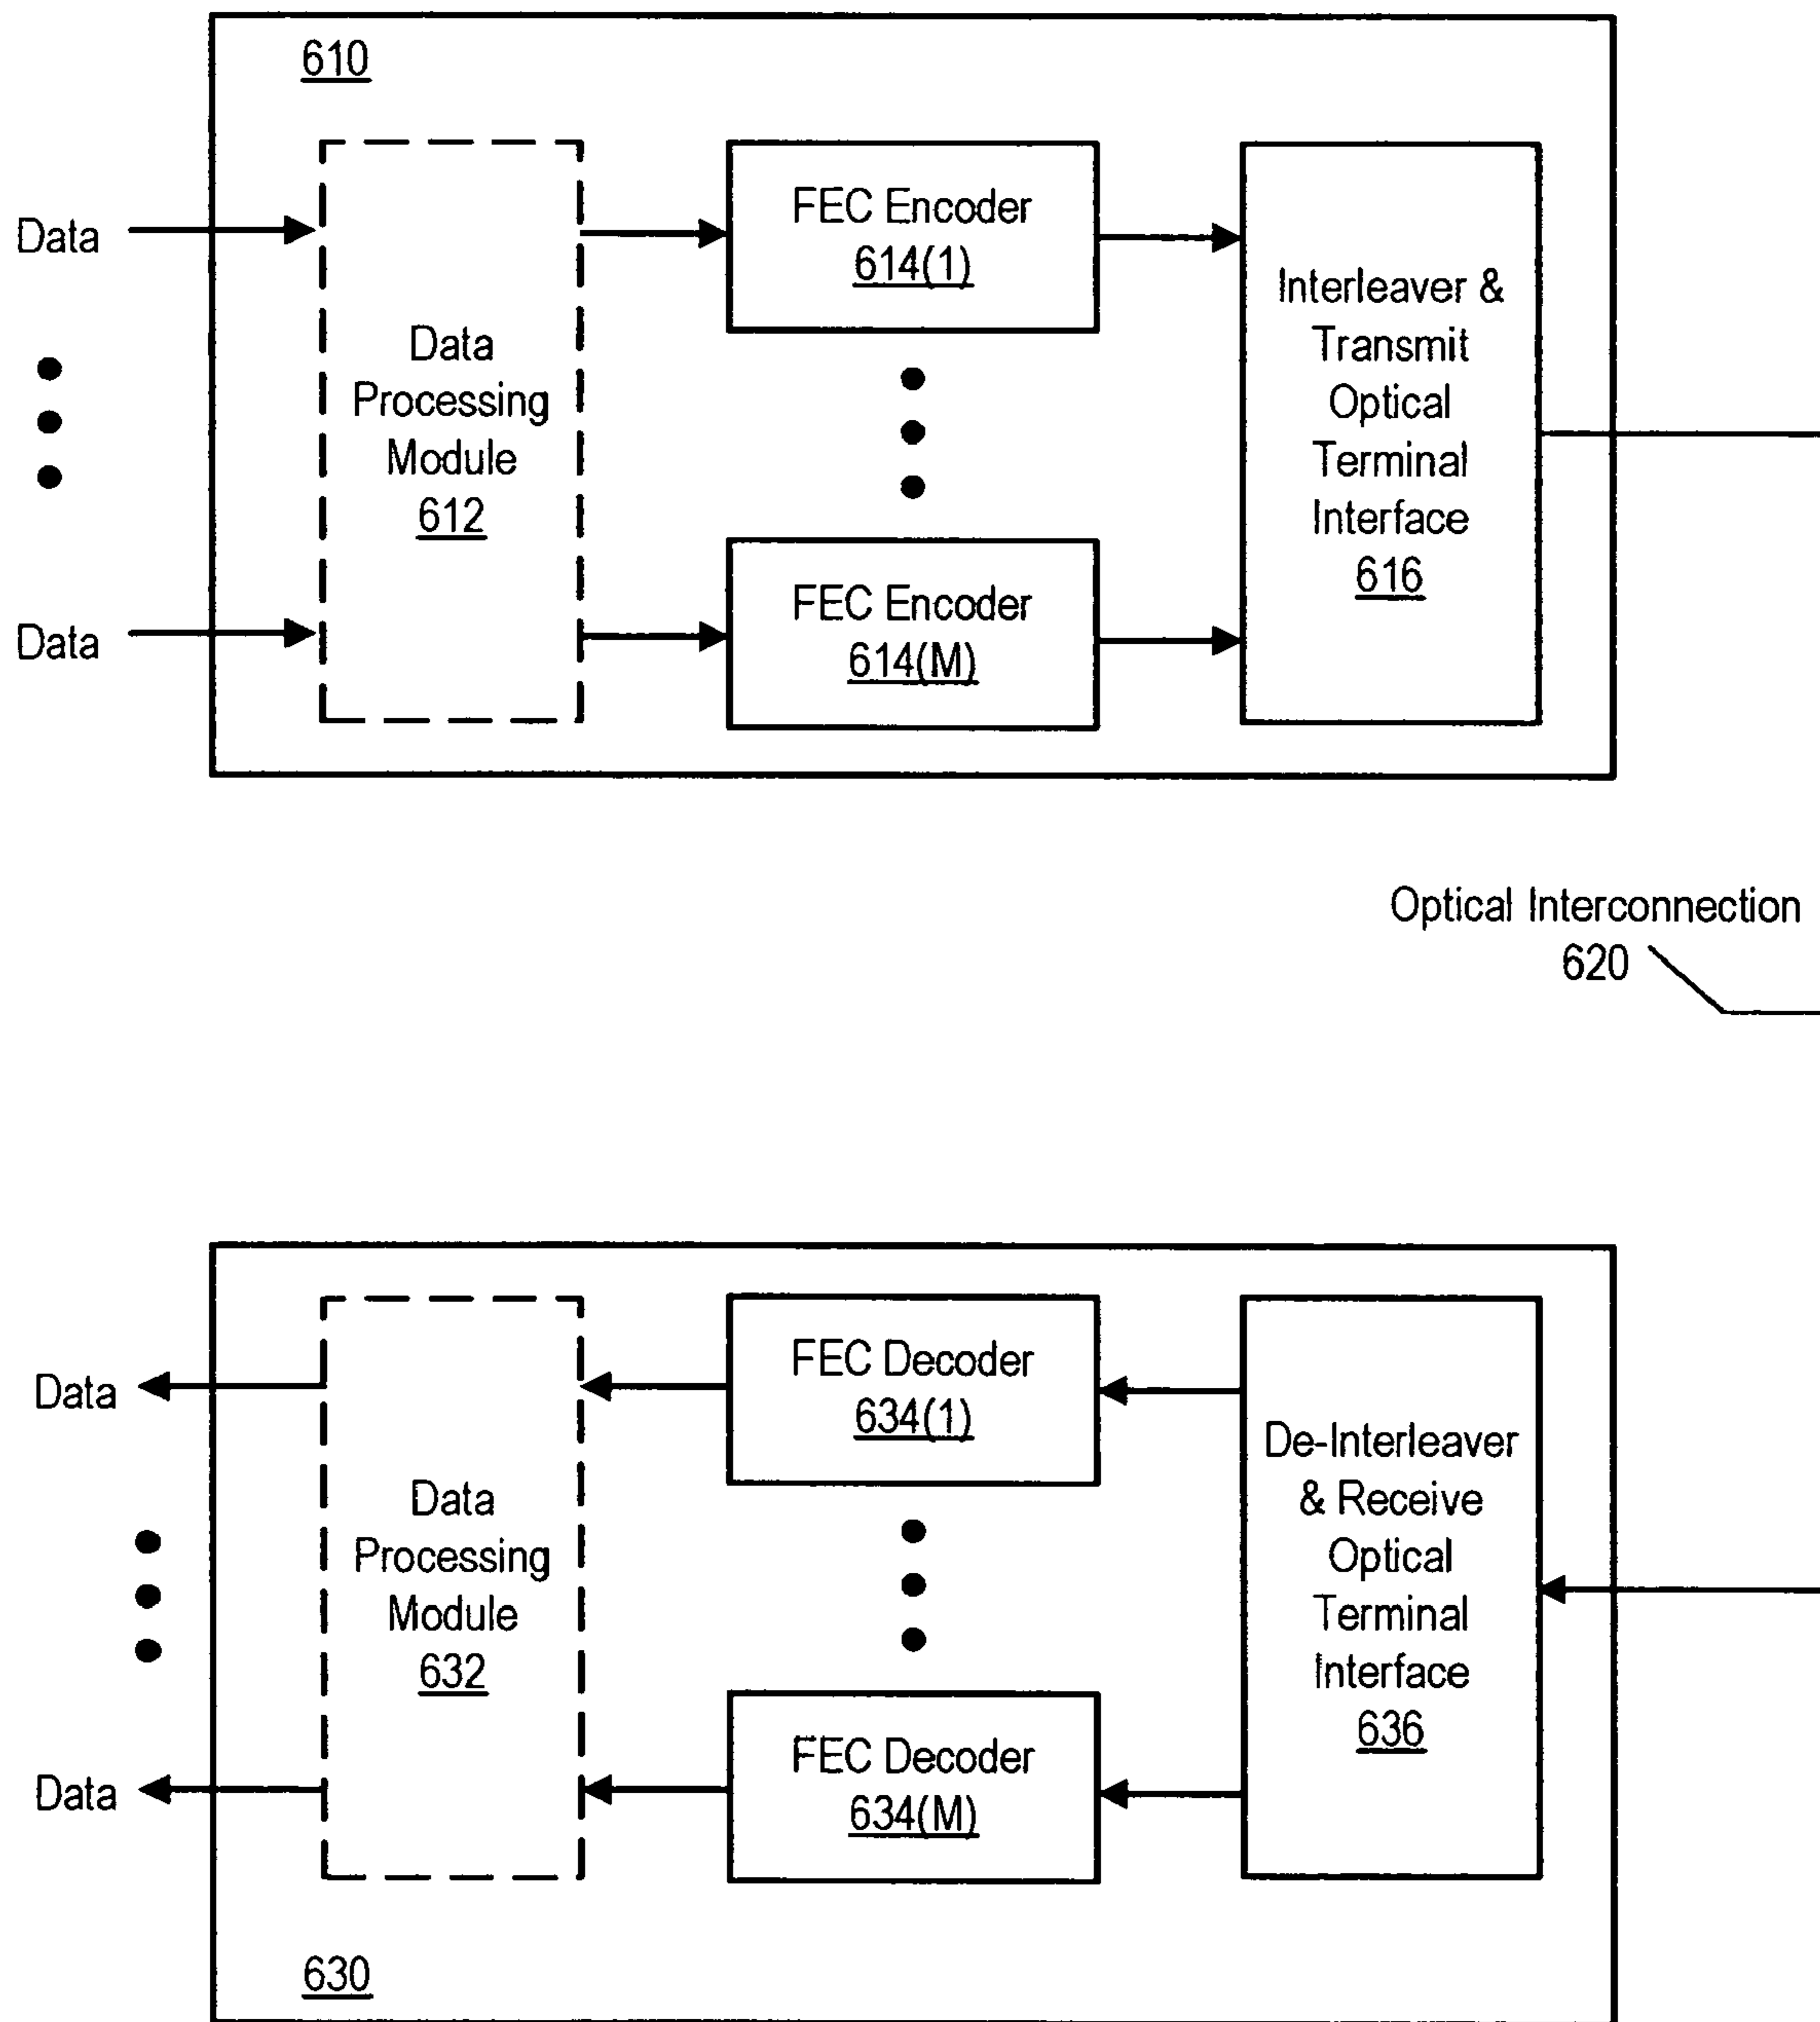 610
Data
Data
Data
Processing
Module
612
FEC Encoder
614(1)
FEC Encoder
614(M)
Interleaver &
Transmit
Optical
Terminal
Interface
616
Optical Interconnection
620
Data
Data
Data
Processing
Module
632
FEC Decoder
634(1)
FEC Decoder
634(M)
De-Interleaver
& Receive
Optical
Terminal
Interface
636
630